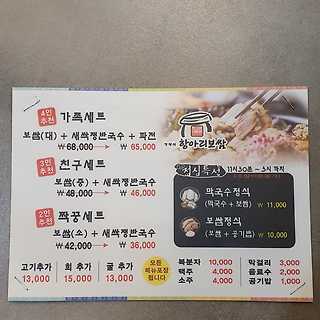 4인 추천
가족세트
보쌈(대) + 새싹쟁반국수 + 파전
₩ 68,000 → ₩ 65,000
3인 추천
친구세트
보쌈(중) + 새싹쟁반국수
₩ 48,000 → ₩ 46,000
2인 추천
짝꿍세트
보쌈(소) + 새싹쟁반국수
₩ 42,000 → ₩ 36,000
항아리보쌈
점심특선 11시30분 ~ 3시 까지
막국수정식
(막국수 + 보쌈) ₩ 11,000
보쌈정식
(보쌈 + 공기밥) ₩ 10,000
고기추가 회 추가 굴 추가
13,000 15,000 13,000
모든
메뉴포장
됩니다
복분자 10,000 막걸리 3,000
맥주 4,000 음료수 2,000
소주 4,000 공기밥 1,000